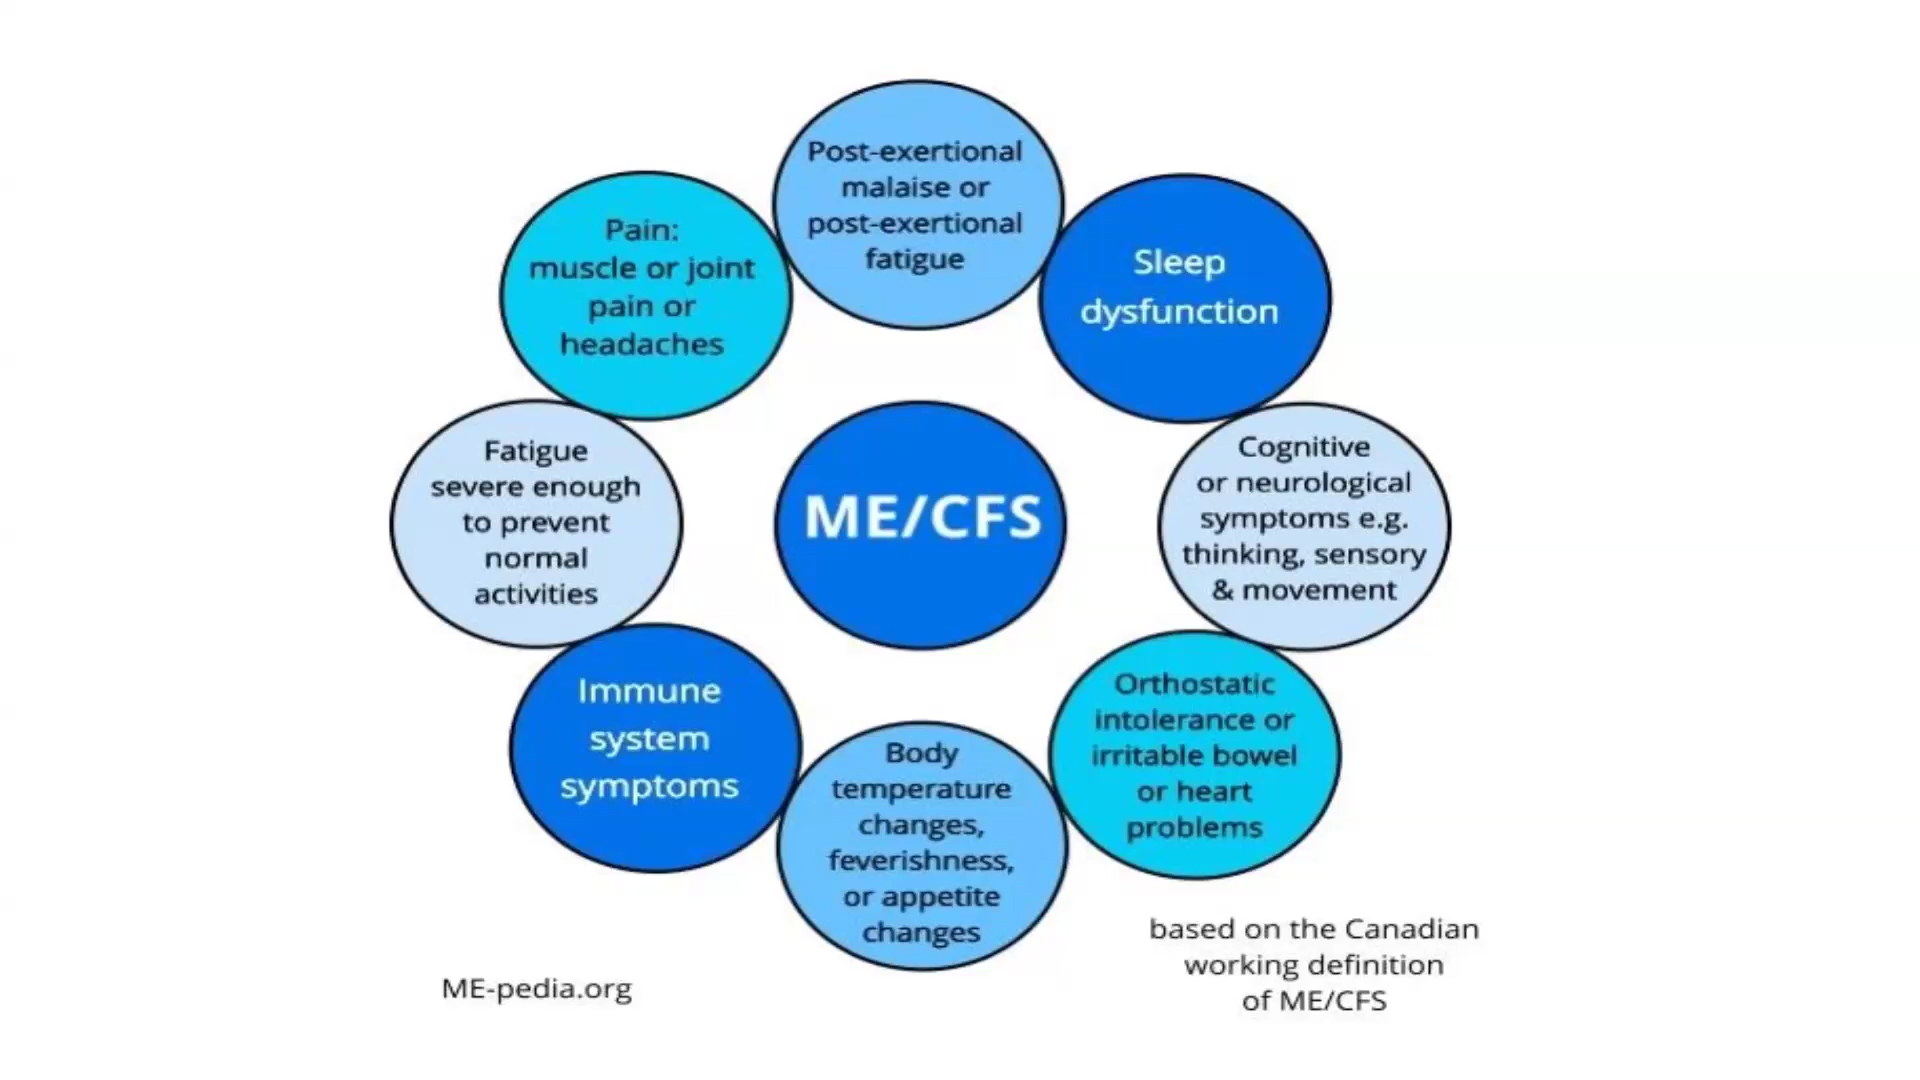 Post-exertional
malaise or
post-exertional
fatigue
Sleep
dysfunction
Cognitive
or neurological
symptoms e.g.
thinking, sensory
& movement
Orthostatic
intolerance or
irritable bowel
or heart
problems
Body
temperature
changes,
feverishness,
or appetite
changes
Immune
system
symptoms
Fatigue
severe enough
to prevent
normal
activities
Pain:
muscle or joint
pain or
headaches
ME/CFS
ME-pedia.org
based on the Canadian
working definition
of ME/CFS